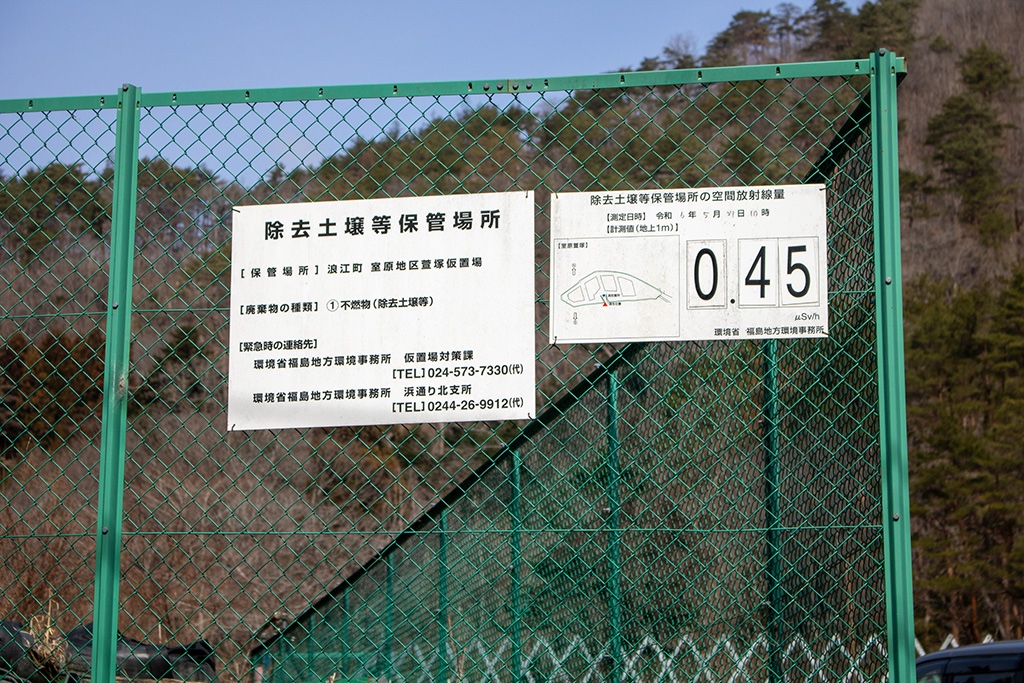 除去土壌等保管場所
[保管場所] 浪江町 室原地区萱塚仮置場
[廃棄物の種類] ①不燃物(除去土壌等)
[緊急時の連絡先]
環境省福島地方環境事務所 仮置場対策課
[TEL] 024-573-7330(代)
環境省福島地方環境事務所 浜通り北支所
[TEL] 0244-26-9912(代)
除去土壌等保管場所の空間放射線量
【測定日時】 令和 年 月 日 10時
【計測値(地上1m)】
【室原萱塚】
0.45
μSv/h
環境省 福島地方環境事務所